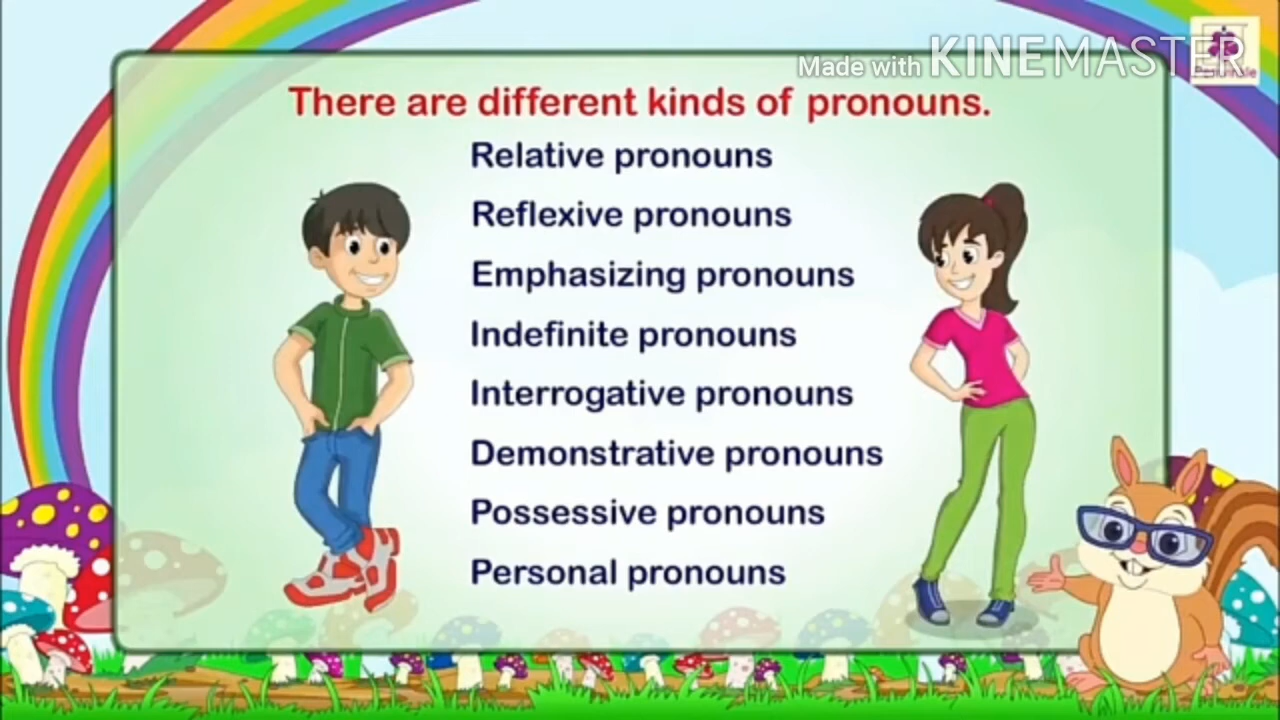 Made with KINEMASTER
There are different kinds of pronouns.
Relative pronouns
Reflexive pronouns
Emphasizing pronouns
Indefinite pronouns
Interrogative pronouns
Demonstrative pronouns
Possessive pronouns
Personal pronouns